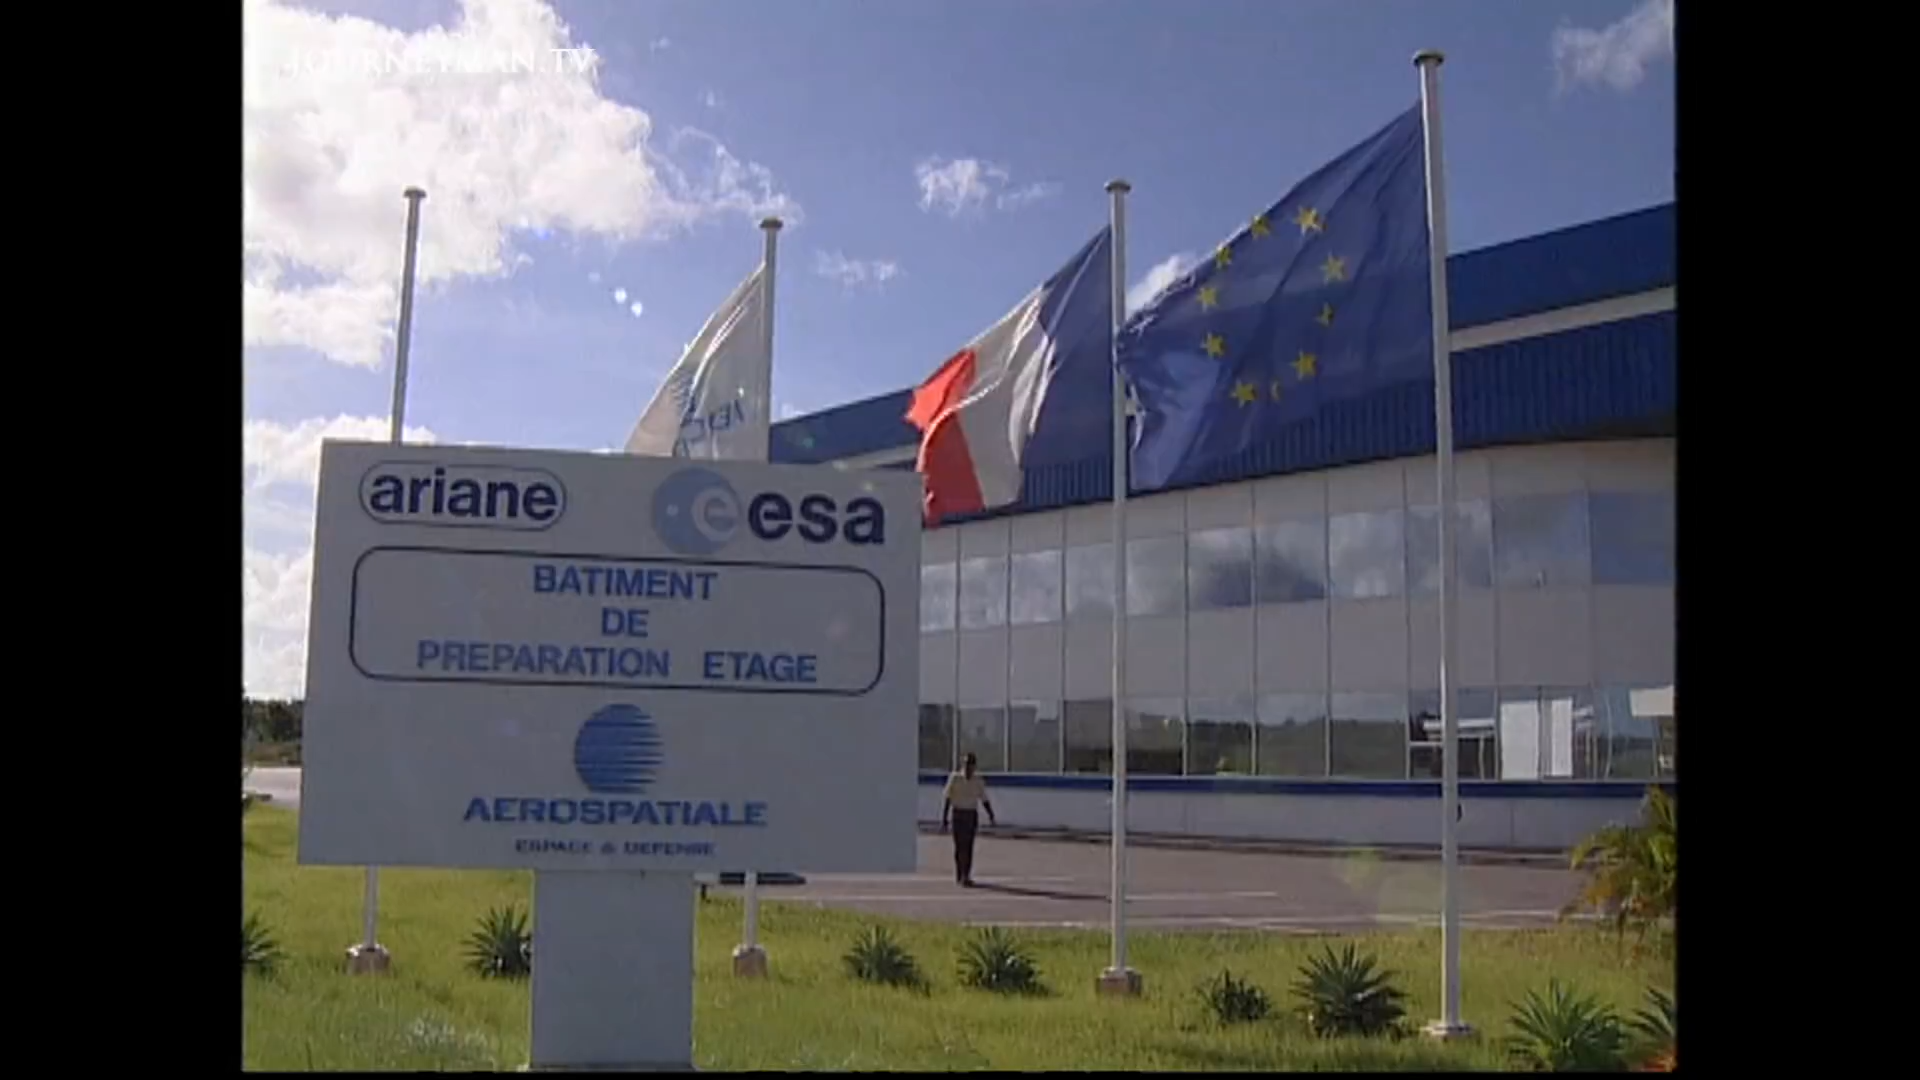 JOURNEYMAN.TV
ariane
esa
BATIMENT
DE
PREPARATION ETAGE
AEROSPATIALE
ESPACE & DEFENSE